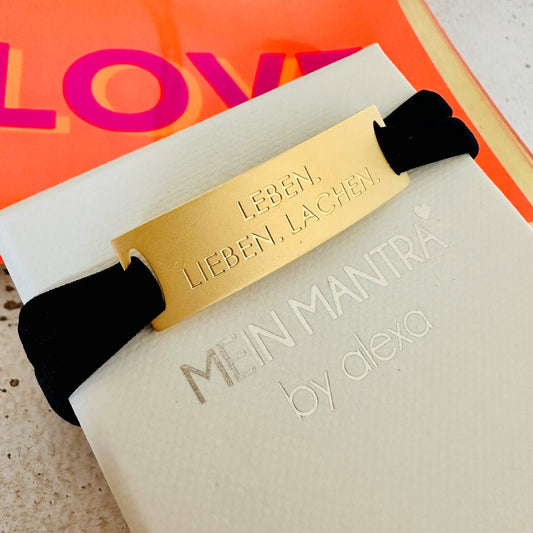 LOVE
LEBEN.
LIEBEN. LACHEN.
MEIN MANTRA
by alexa